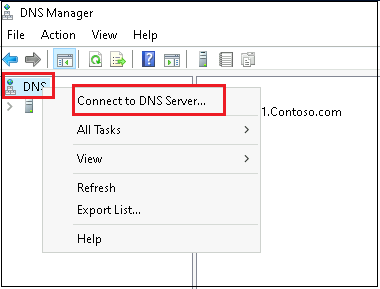 DNS Manager
File Action View Help
DNS
Connect to DNS Server...
1.Contoso.com
All Tasks
View
Refresh
Export List...
Help